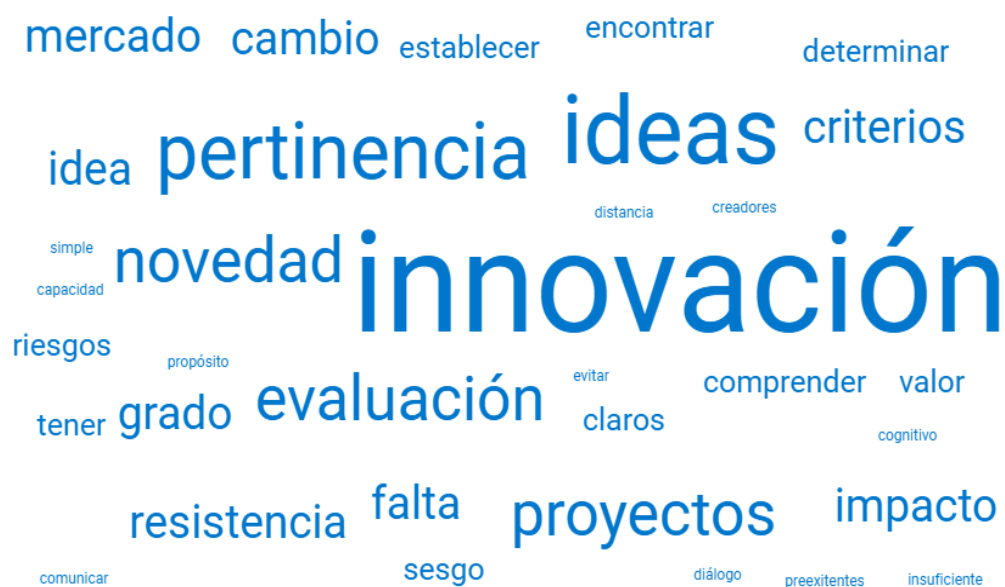 mercado cambio establecer encontrar determinar
idea pertinencia ideas criterios
distancia creadores
simple novedad innovación
capacidad
riesgos
propósito evitar comprender valor
tener grado evaluación claros
cognitivo
resistencia falta proyectos impacto
comunicar sesgo diálogo preexitentes insuficiente